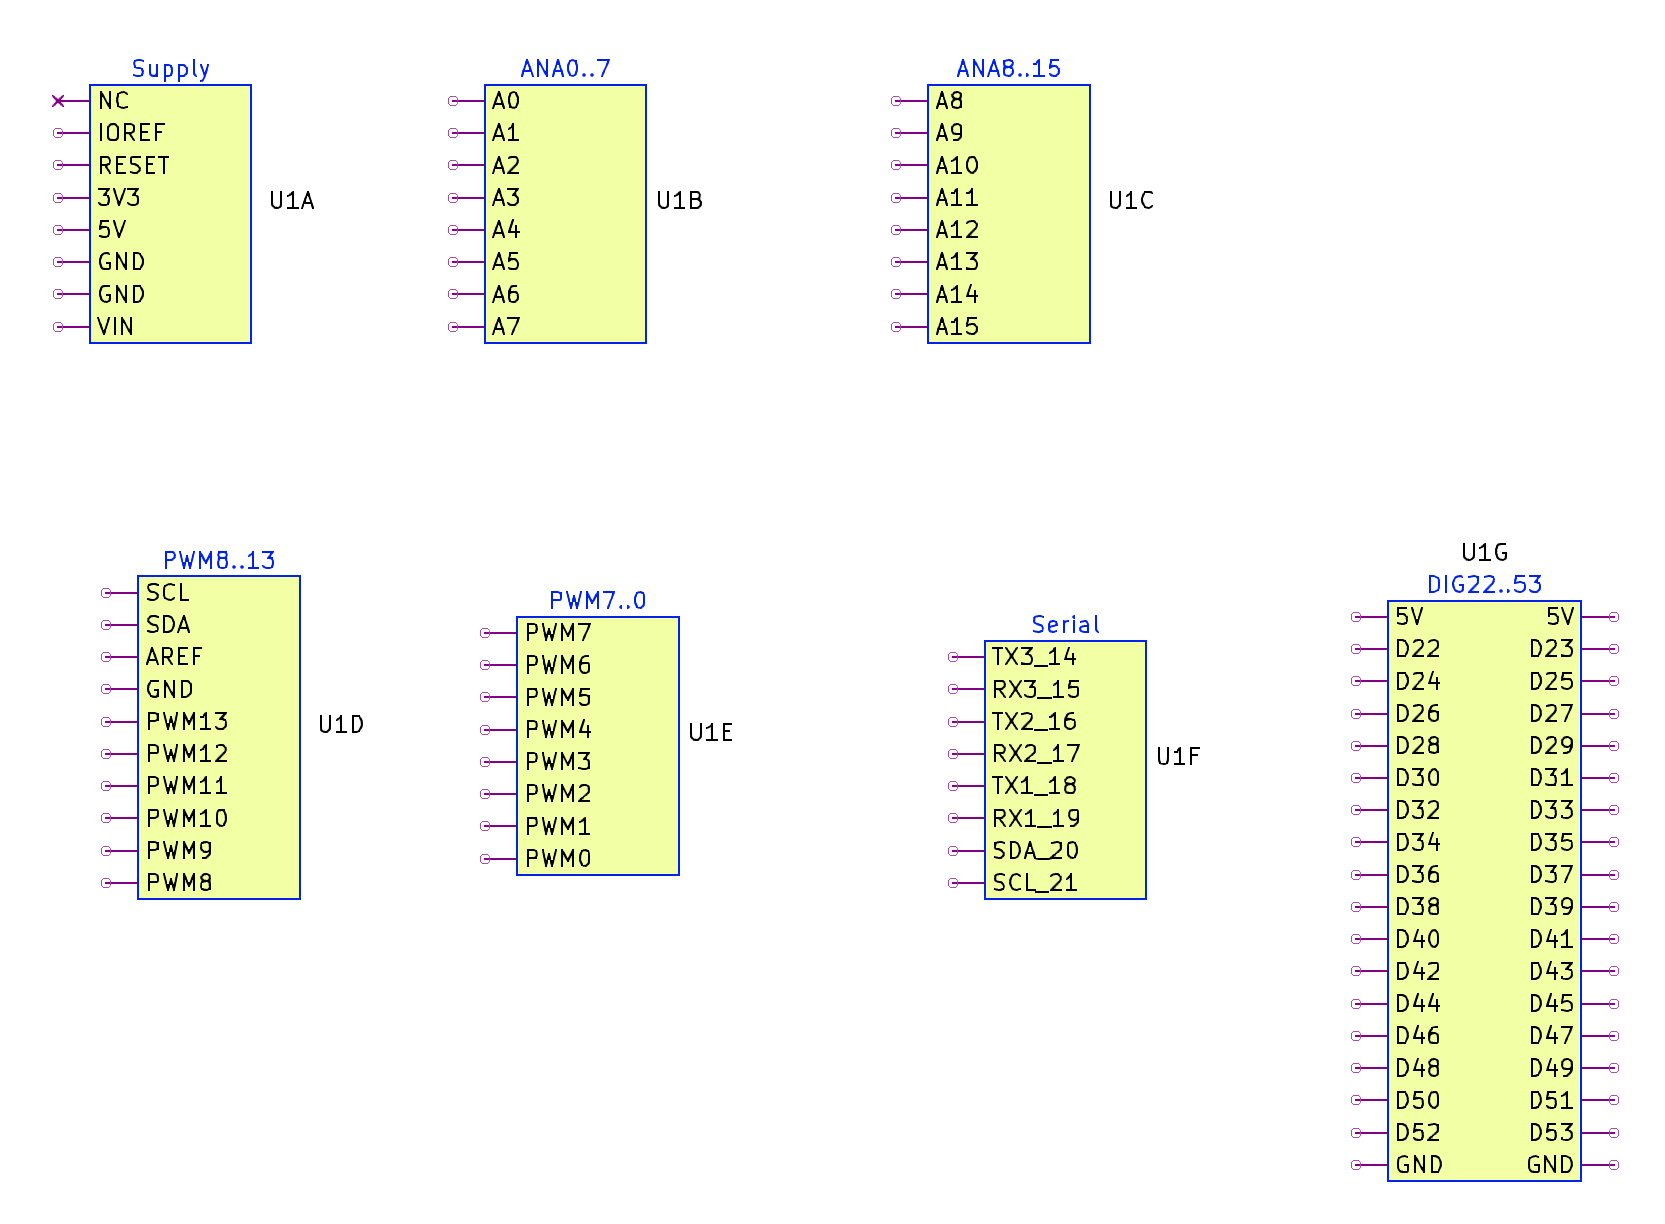 Supply
NC
IOREF
RESET
3V3
5V
GND
GND
VIN
U1A
ANA0..7
A0
A1
A2
A3
A4
A5
A6
A7
U1B
ANA8..15
A8
A9
A10
A11
A12
A13
A14
A15
U1C
PWM8..13
SCL
SDA
AREF
GND
PWM13
PWM12
PWM11
PWM10
PWM9
PWM8
U1D
PWM7..0
PWM7
PWM6
PWM5
PWM4
PWM3
PWM2
PWM1
PWM0
U1E
Serial
TX3_14
RX3_15
TX2_16
RX2_17
TX1_18
RX1_19
SDA_20
SCL_21
U1F
U1G
DIG22..53
5V 5V
D22 D23
D24 D25
D26 D27
D28 D29
D30 D31
D32 D33
D34 D35
D36 D37
D38 D39
D40 D41
D42 D43
D44 D45
D46 D47
D48 D49
D50 D51
D52 D53
GND GND